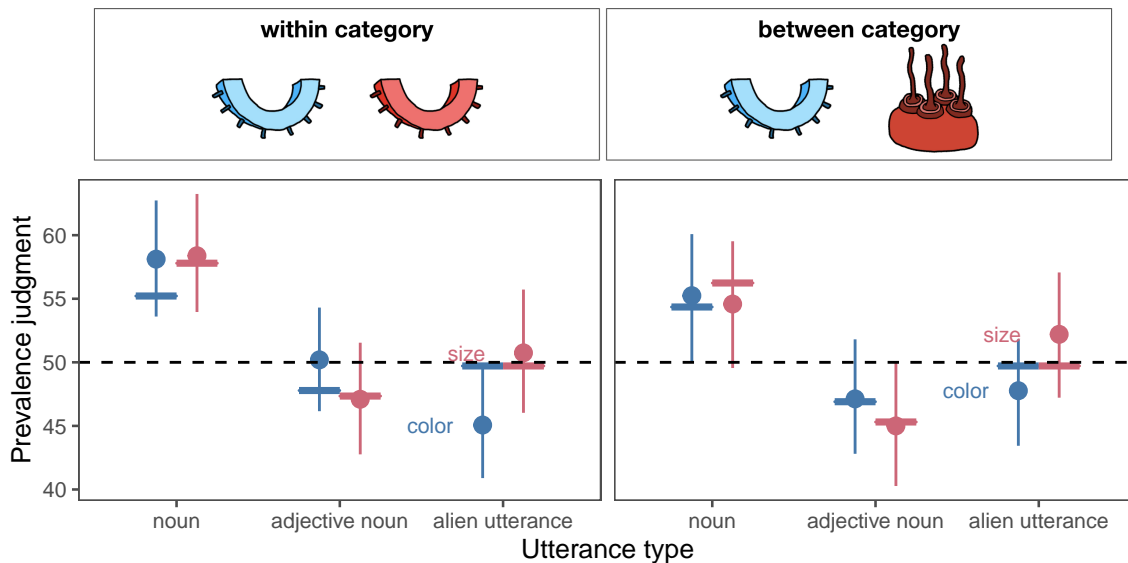 within category
between category
Prevalence judgment
60
55
50
45
40
size
color
size
color
noun
adjective noun
alien utterance
noun
adjective noun
alien utterance
Utterance type